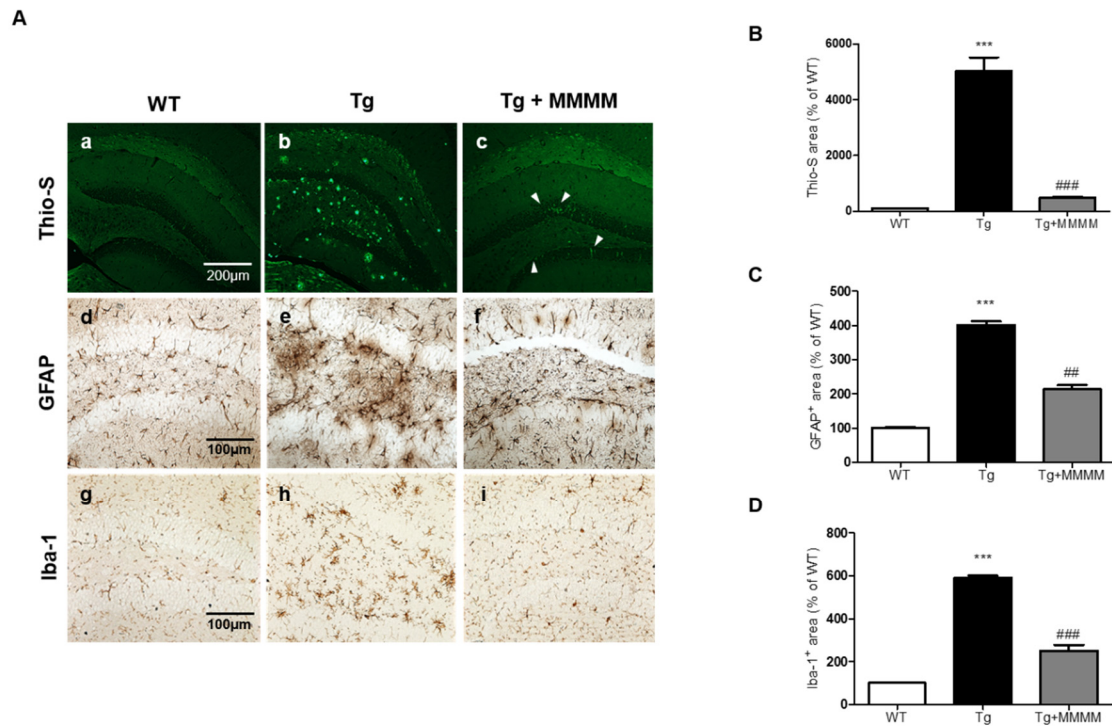 A
WT
Tg
Tg + MMMM
Thio-S
a
b
c
200µm
GFAP
d
e
f
100µm
Iba-1
g
h
i
100µm
B
Thio-S area (% of WT)
6000
4000
2000
0
***
###
WT
Tg
Tg+MMMM
C
GFAP⁺ area (% of WT)
500
400
300
200
100
0
***
##
WT
Tg
Tg+MMMM
D
Iba-1⁺ area (% of WT)
800
600
400
200
0
***
###
WT
Tg
Tg+MMMM